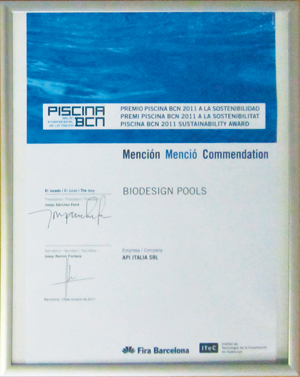 PISCINA
BCN
PREMIO PISCINA BCN 2011 A LA SOSTENIBILIDAD
PREMI PISCINA BCN 2011 A LA SOSTENIBILITAT
PISCINA BCN 2011 SUSTAINABILITY AWARD
Mención Menció Commendation
BIODESIGN POOLS
El Jurado / El Jurat / The Jury
Empresa / Company
API ITALIA SRL
Fira Barcelona
ITeC